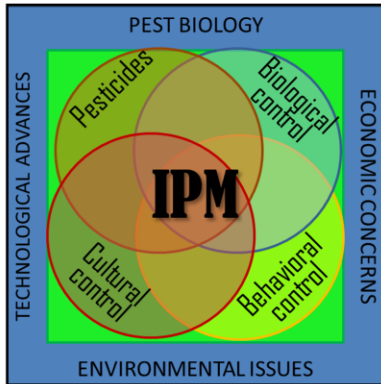 PEST BIOLOGY
TECHNOLOGICAL ADVANCES
Pesticides
Biological
control
ECONOMIC CONCERNS
IPM
Cultural
control
Behavioral
control
ENVIRONMENTAL ISSUES